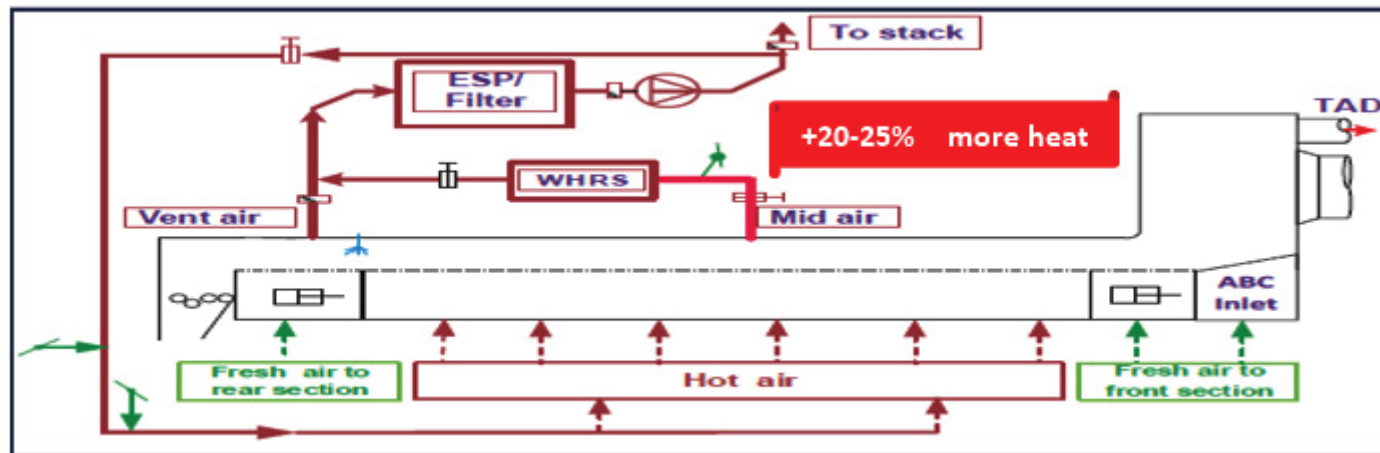 To stack
ESP/
Filter
+20-25% more heat
TAD
WHRS
Vent air
Mid air
ABC
Inlet
Fresh air to
rear section
Hot air
Fresh air to
front section